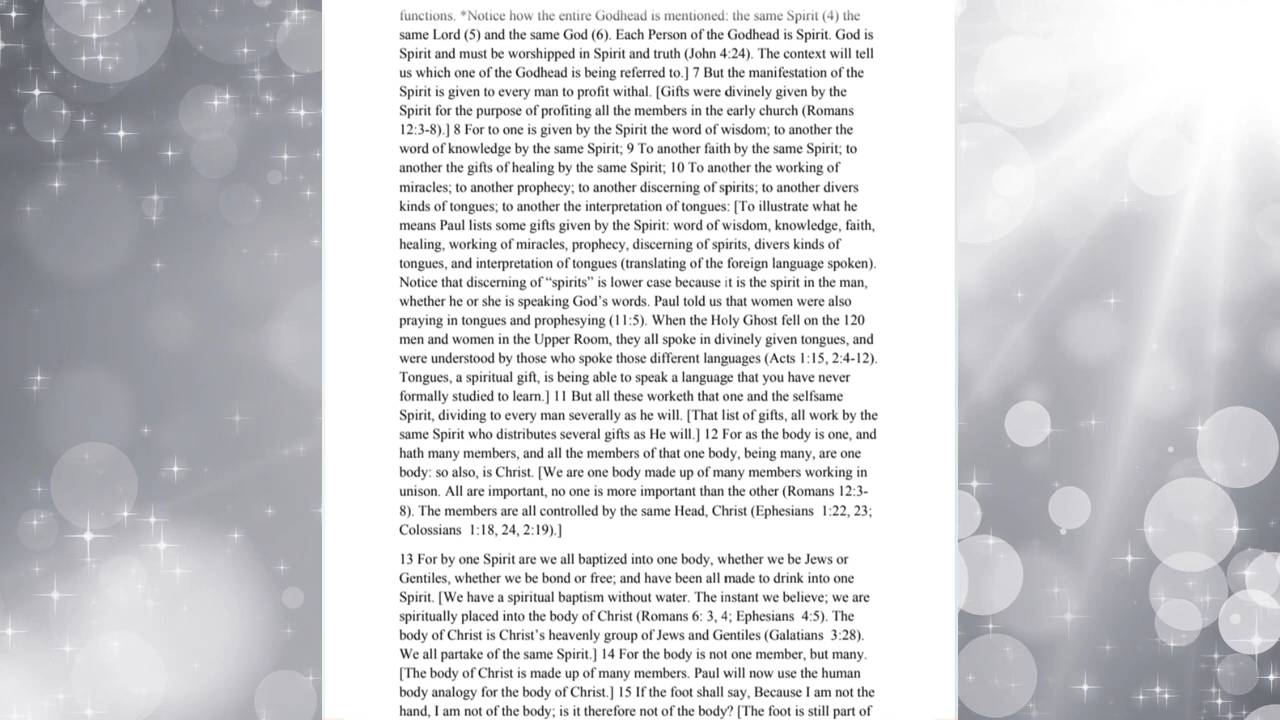 functions. *Notice how the entire Godhead is mentioned: the same Spirit (4) the
same Lord (5) and the same God (6). Each Person of the Godhead is Spirit. God is
Spirit and must be worshipped in Spirit and truth (John 4:24). The context will tell
us which one of the Godhead is being referred to.] 7 But the manifestation of the
Spirit is given to every man to profit withal. [Gifts were divinely given by the
Spirit for the purpose of profiting all the members in the early church (Romans
12:3-8).] 8 For to one is given by the Spirit the word of wisdom; to another the
word of knowledge by the same Spirit; 9 To another faith by the same Spirit; to
another the gifts of healing by the same Spirit; 10 To another the working of
miracles; to another prophecy; to another discerning of spirits; to another divers
kinds of tongues; to another the interpretation of tongues: [To illustrate what he
means Paul lists some gifts given by the Spirit: word of wisdom, knowledge, faith,
healing, working of miracles, prophecy, discerning of spirits, divers kinds of
tongues, and interpretation of tongues (translating of the foreign language spoken).
Notice that discerning of “spirits” is lower case because it is the spirit in the man,
whether he or she is speaking God’s words. Paul told us that women were also
praying in tongues and prophesying (11:5). When the Holy Ghost fell on the 120
men and women in the Upper Room, they all spoke in divinely given tongues, and
were understood by those who spoke those different languages (Acts 1:15, 2:4-12).
Tongues, a spiritual gift, is being able to speak a language that you have never
formally studied to learn.] 11 But all these worketh that one and the selfsame
Spirit, dividing to every man severally as he will. [That list of gifts, all work by the
same Spirit who distributes several gifts as He will.] 12 For as the body is one, and
hath many members, and all the members of that one body, being many, are one
body: so also, is Christ. [We are one body made up of many members working in
unison. All are important, no one is more important than the other (Romans 12:3-
8). The members are all controlled by the same Head, Christ (Ephesians 1:22, 23;
Colossians 1:18, 24, 2:19).]
13 For by one Spirit are we all baptized into one body, whether we be Jews or
Gentiles, whether we be bond or free; and have been all made to drink into one
Spirit. [We have a spiritual baptism without water. The instant we believe; we are
spiritually placed into the body of Christ (Romans 6: 3, 4; Ephesians 4:5). The
body of Christ is Christ’s heavenly group of Jews and Gentiles (Galatians 3:28).
We all partake of the same Spirit.] 14 For the body is not one member, but many.
[The body of Christ is made up of many members. Paul will now use the human
body analogy for the body of Christ.] 15 If the foot shall say, Because I am not the
hand, I am not of the body; is it therefore not of the body? [The foot is still part of